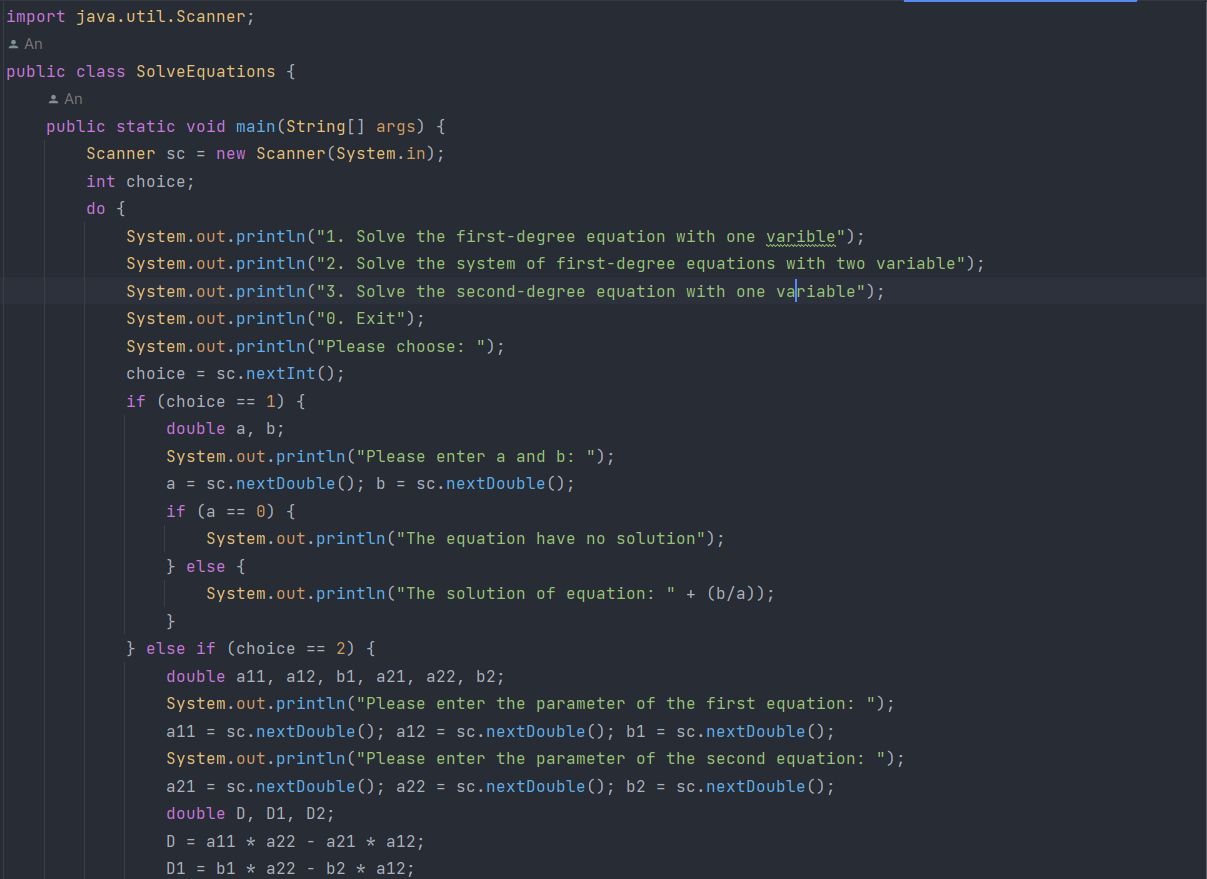 import java.util.Scanner;
An
public class SolveEquations {
An
public static void main(String[] args) {
Scanner sc = new Scanner(System.in);
int choice;
do {
System.out.println("1. Solve the first-degree equation with one varible");
System.out.println("2. Solve the system of first-degree equations with two variable");
System.out.println("3. Solve the second-degree equation with one variable");
System.out.println("0. Exit");
System.out.println("Please choose: ");
choice = sc.nextInt();
if (choice == 1) {
double a, b;
System.out.println("Please enter a and b: ");
a = sc.nextDouble(); b = sc.nextDouble();
if (a == 0) {
System.out.println("The equation have no solution");
} else {
System.out.println("The solution of equation: " + (b/a));
}
} else if (choice == 2) {
double a11, a12, b1, a21, a22, b2;
System.out.println("Please enter the parameter of the first equation: ");
a11 = sc.nextDouble(); a12 = sc.nextDouble(); b1 = sc.nextDouble();
System.out.println("Please enter the parameter of the second equation: ");
a21 = sc.nextDouble(); a22 = sc.nextDouble(); b2 = sc.nextDouble();
double D, D1, D2;
D = a11 * a22 - a21 * a12;
D1 = b1 * a22 - b2 * a12;